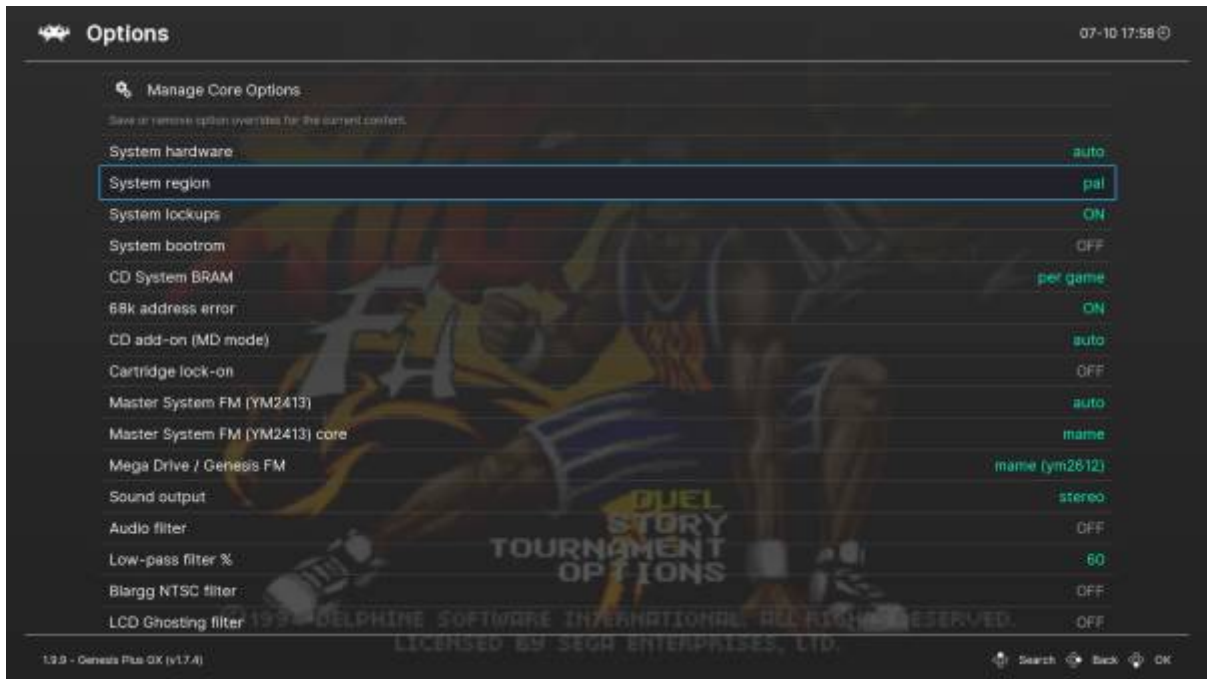 Options
07-10 17:58
Manage Core Options
Save or remove option overrides for the current content.
System hardware auto
System region pal
System lockups ON
System bootrom OFF
CD System BRAM per game
68k address error ON
CD add-on (MD mode) auto
Cartridge lock-on OFF
Master System FM (YM2413) auto
Master System FM (YM2413) core mame
Mega Drive / Genesis FM mame (ym2612)
Sound output stereo
DUEL
Audio filter OFF
STORY
TOURNAMENT
Low-pass filter % 60
OPTIONS
Blargg NTSC filter OFF
LCD Ghosting filter OFF
DELPHINE SOFTWARE INTERNATIONAL. ALL RIGHTS RESERVED.
LICENSED BY SEGA ENTERPRISES, LTD.
1.9.9 - Genesis Plus GX (v1.7.4) Search Back OK